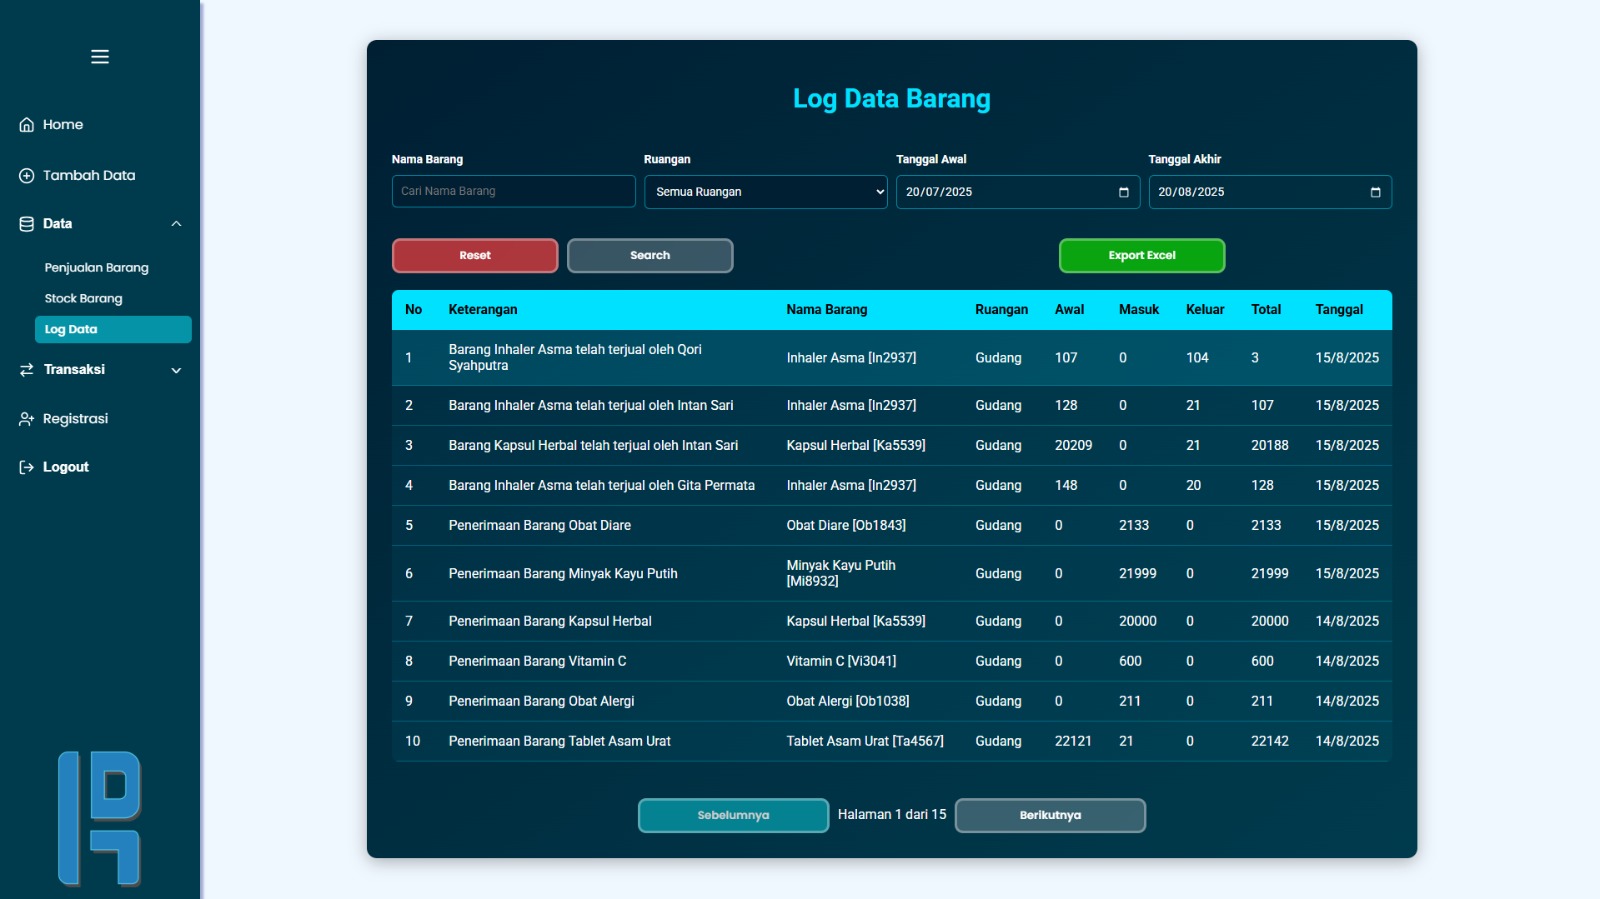 Home
Tambah Data
Data
Penjualan Barang
Stock Barang
Log Data
Transaksi
Registrasi
Logout
Log Data Barang
Nama Barang Ruangan Tanggal Awal Tanggal Akhir
Cari Nama Barang Semua Ruangan 20/07/2025 20/08/2025
Reset Search Export Excel
No Keterangan Nama Barang Ruangan Awal Masuk Keluar Total Tanggal
1 Barang Inhaler Asma telah terjual oleh Qori Syahputra Inhaler Asma [In2937] Gudang 107 0 104 3 15/8/2025
2 Barang Inhaler Asma telah terjual oleh Intan Sari Inhaler Asma [In2937] Gudang 128 0 21 107 15/8/2025
3 Barang Kapsul Herbal telah terjual oleh Intan Sari Kapsul Herbal [Ka5539] Gudang 20209 0 21 20188 15/8/2025
4 Barang Inhaler Asma telah terjual oleh Gita Permata Inhaler Asma [In2937] Gudang 148 0 20 128 15/8/2025
5 Penerimaan Barang Obat Diare Obat Diare [Ob1843] Gudang 0 2133 0 2133 15/8/2025
6 Penerimaan Barang Minyak Kayu Putih Minyak Kayu Putih [Mi8932] Gudang 0 21999 0 21999 15/8/2025
7 Penerimaan Barang Kapsul Herbal Kapsul Herbal [Ka5539] Gudang 0 20000 0 20000 14/8/2025
8 Penerimaan Barang Vitamin C Vitamin C [Vi3041] Gudang 0 600 0 600 14/8/2025
9 Penerimaan Barang Obat Alergi Obat Alergi [Ob1038] Gudang 0 211 0 211 14/8/2025
10 Penerimaan Barang Tablet Asam Urat Tablet Asam Urat [Ta4567] Gudang 22121 21 0 22142 14/8/2025
Sebelumnya Halaman 1 dari 15 Berikutnya